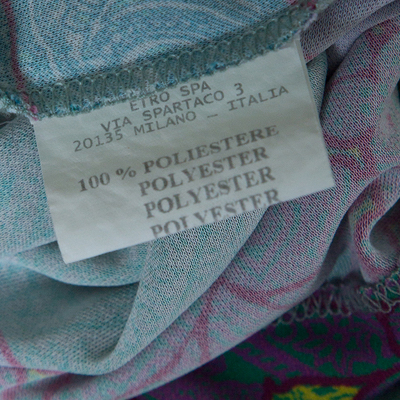 ETRO SPA
VIA SPARTACO 3
20135 MILANO – ITALIA
100 % POLIESTERE
POLYESTER
POLYESTER
POLYESTER